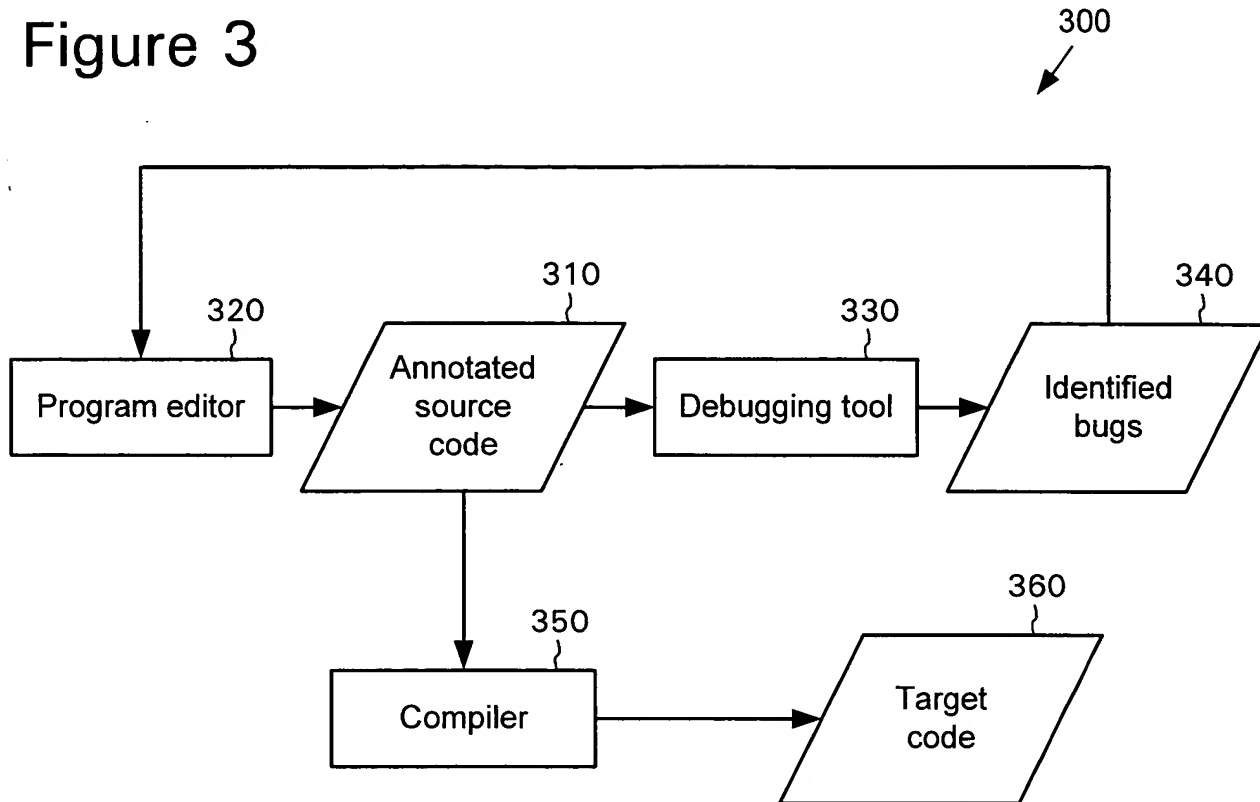 Figure 3
300
310
320
330
340
Program editor
Annotated
source
code
Debugging tool
Identified
bugs
350
360
Compiler
Target
code